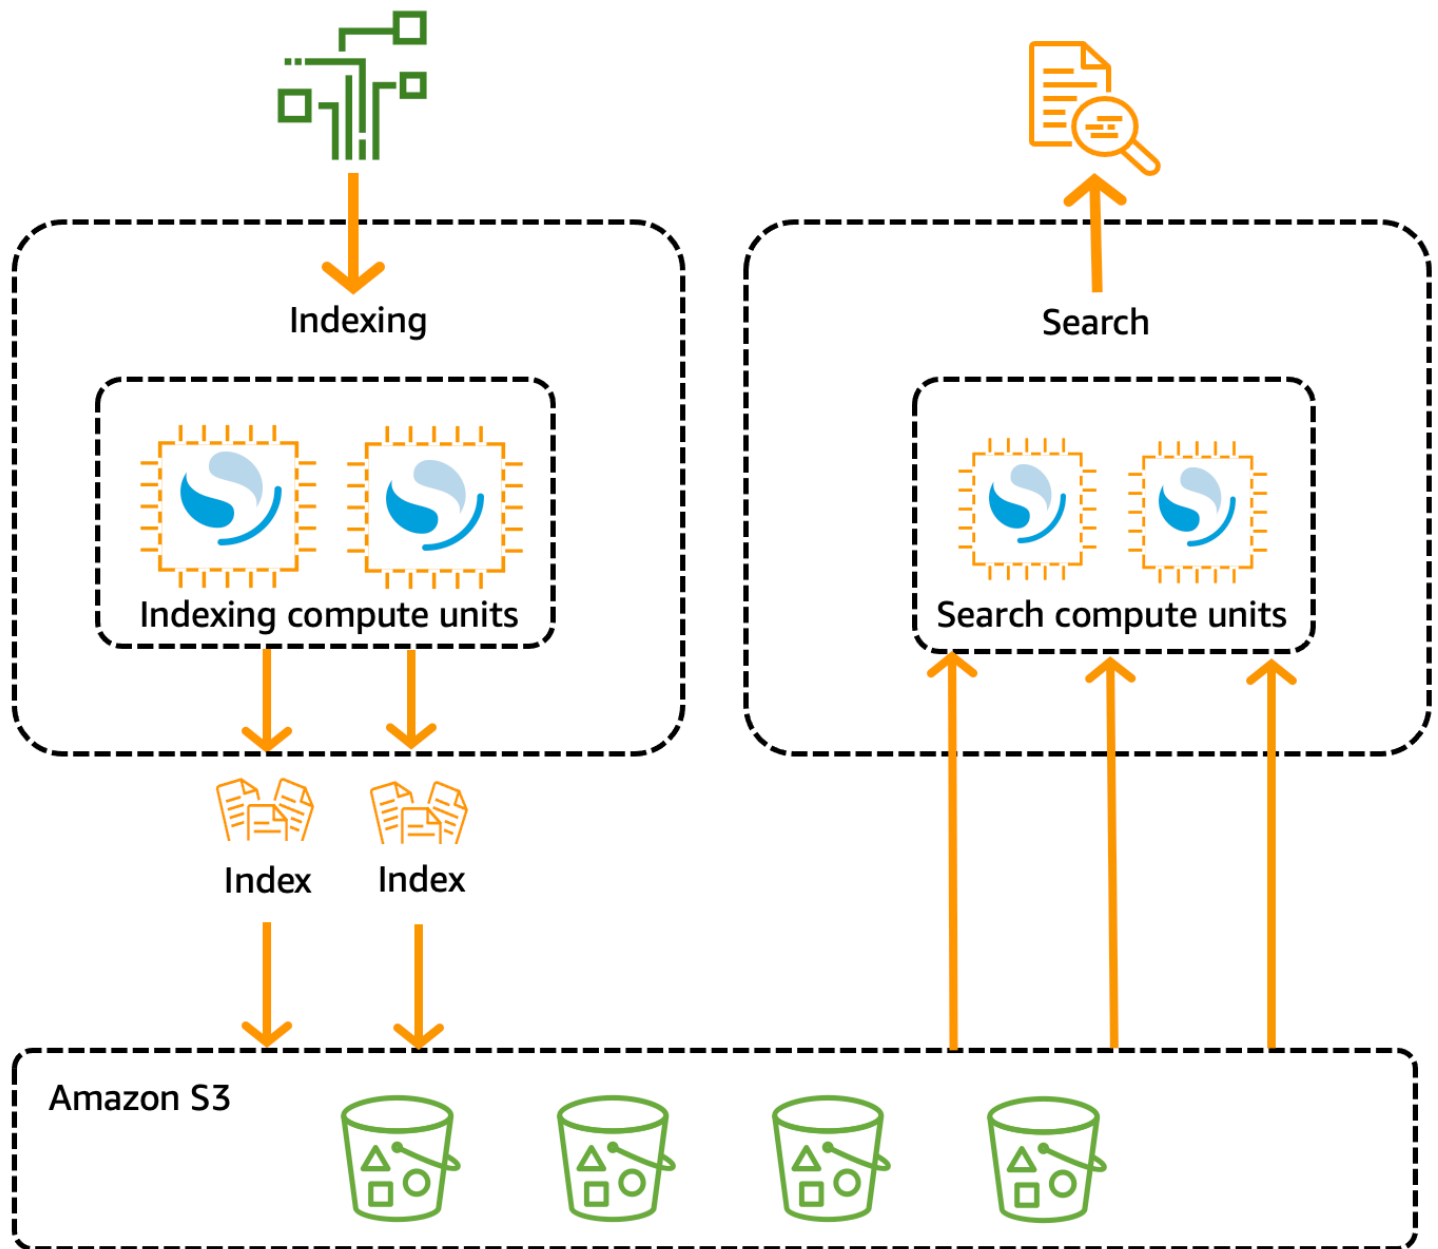 Indexing
Search
Indexing compute units
Search compute units
Index
Index
Amazon S3